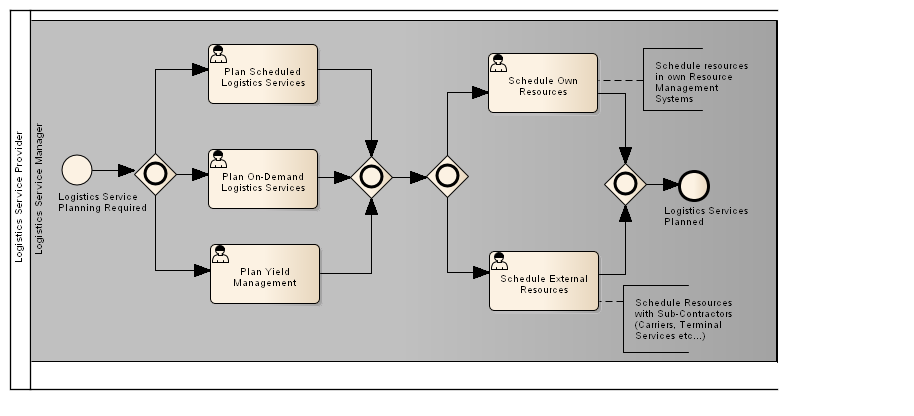 Logistics Service Provider
Logistics Service Manager
Logistics Service
Planning Required
Plan Scheduled
Logistics Services
Plan On-Demand
Logistics Services
Plan Yield
Management
Schedule Own
Resources
Schedule resources
in own Resource
Management
Systems
Schedule External
Resources
Schedule Resources
with Sub-Contractors
(Carriers, Terminal
Services etc...)
Logistics Services
Planned